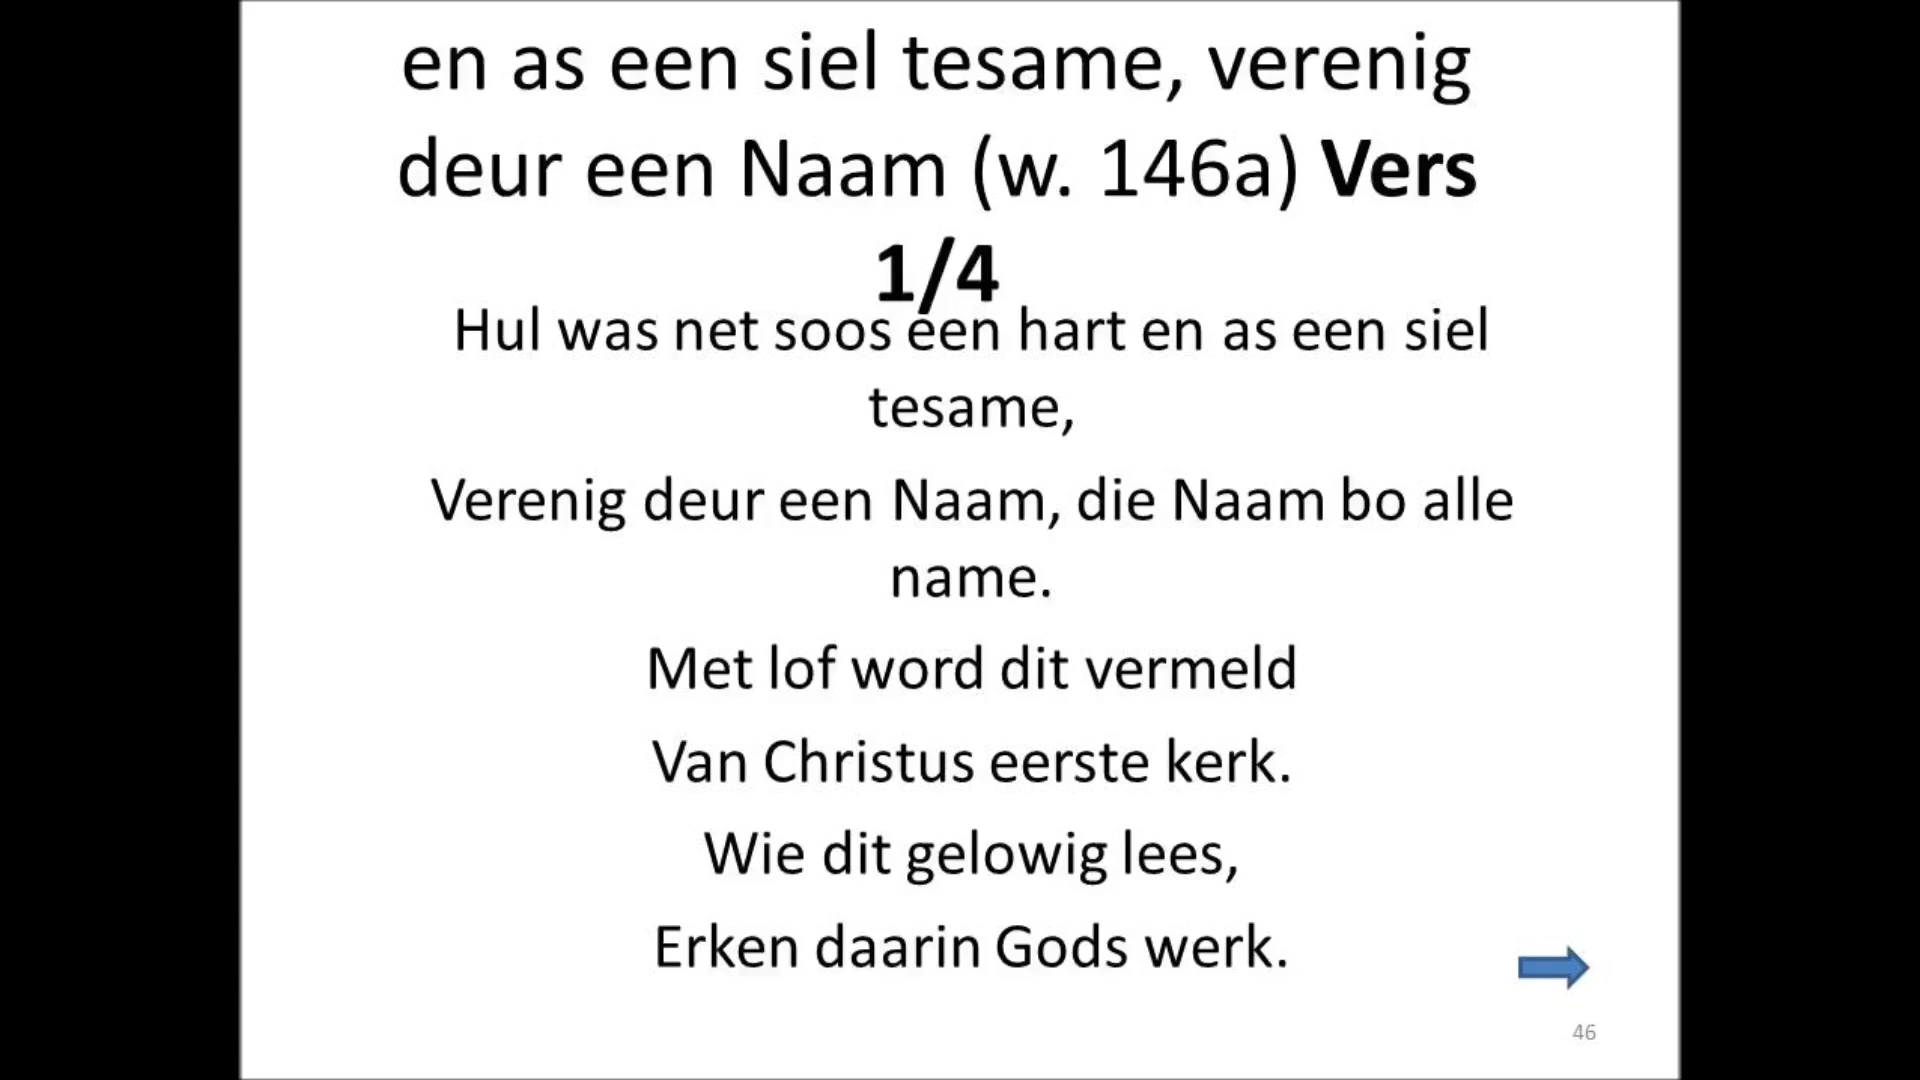 en as een siel tesame, verenig
deur een Naam (w. 146a) Vers
1/4
Hul was net soos een hart en as een siel
tesame,
Verenig deur een Naam, die Naam bo alle
name.
Met lof word dit vermeld
Van Christus eerste kerk.
Wie dit gelowig lees,
Erken daarin Gods werk.
46